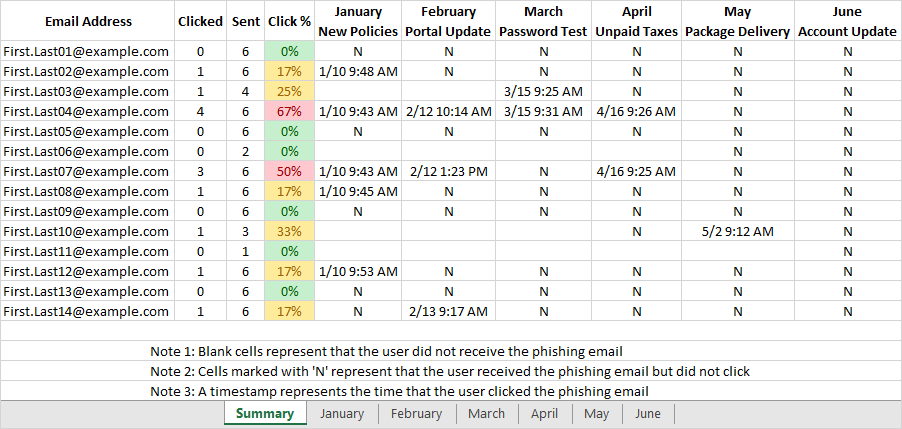 Email Address Clicked Sent Click % January New Policies February Portal Update March Password Test April Unpaid Taxes May Package Delivery June Account Update
First.Last01@example.com 0 6 0% N N N N N N
First.Last02@example.com 1 6 17% 1/10 9:48 AM N N N N N
First.Last03@example.com 1 4 25% 3/15 9:25 AM N N N
First.Last04@example.com 4 6 67% 1/10 9:43 AM 2/12 10:14 AM 3/15 9:31 AM 4/16 9:26 AM N N
First.Last05@example.com 0 6 0% N N N N N N
First.Last06@example.com 0 2 0% N N
First.Last07@example.com 3 6 50% 1/10 9:43 AM 2/12 1:23 PM N 4/16 9:25 AM N N
First.Last08@example.com 1 6 17% 1/10 9:45 AM N N N N N
First.Last09@example.com 0 6 0% N N N N N N
First.Last10@example.com 1 3 33% N 5/2 9:12 AM N
First.Last11@example.com 0 1 0% N
First.Last12@example.com 1 6 17% 1/10 9:53 AM N N N N N
First.Last13@example.com 0 6 0% N N N N N N
First.Last14@example.com 1 6 17% N 2/13 9:17 AM N N N N
Note 1: Blank cells represent that the user did not receive the phishing email
Note 2: Cells marked with 'N' represent that the user received the phishing email but did not click
Note 3: A timestamp represents the time that the user clicked the phishing email
Summary January February March April May June